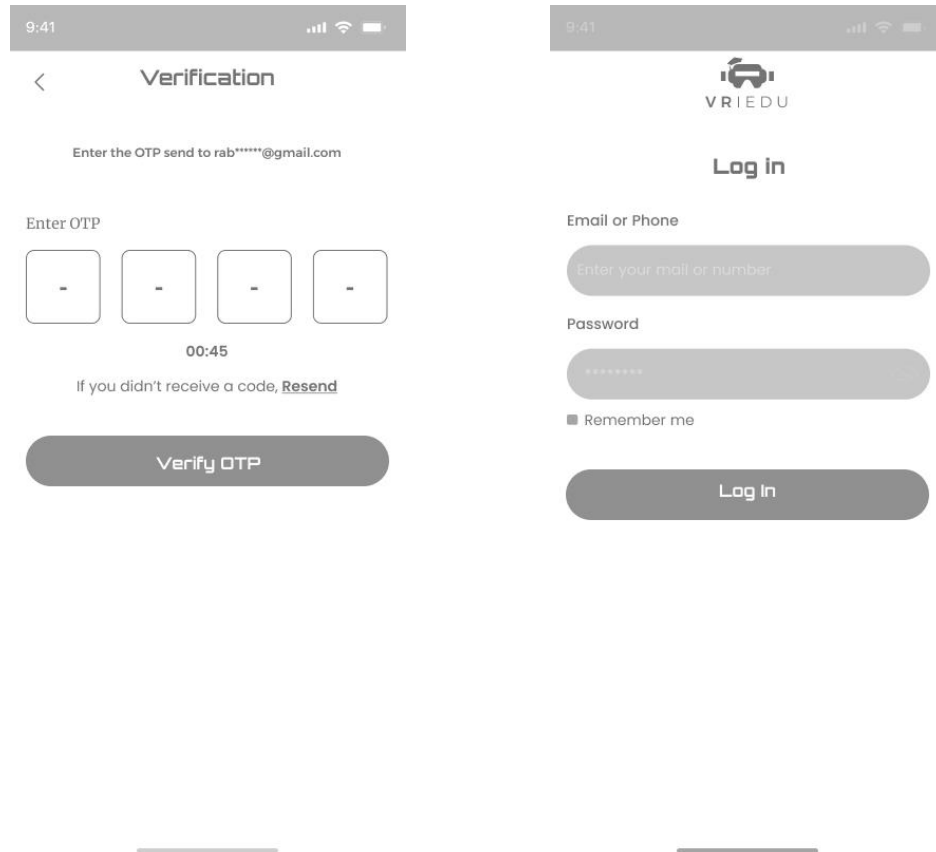 9:41
Verification
Enter the OTP send to rab******@gmail.com
Enter OTP
- - - -
00:45
If you didn't receive a code, Resend
Verify OTP
9:41
VRIEDU
Log in
Email or Phone
Enter your mail or number
Password
********
Remember me
Log In